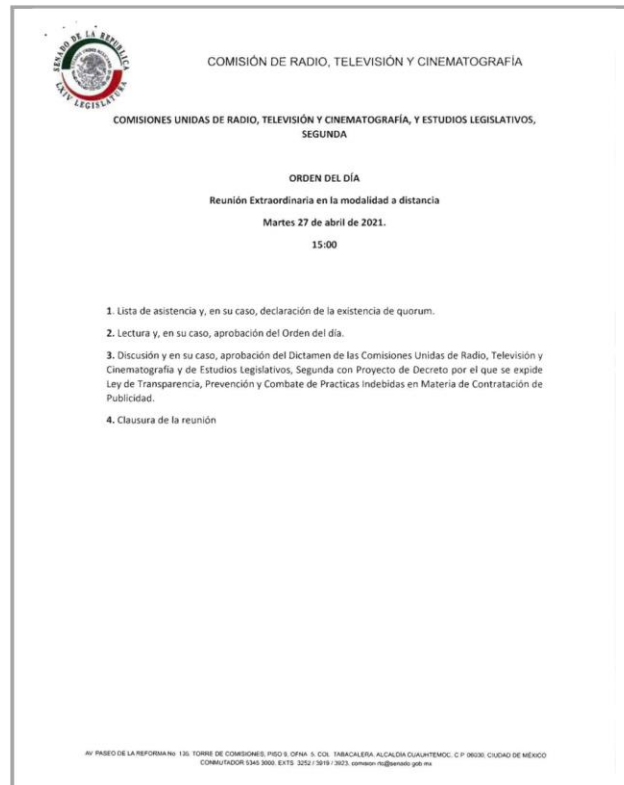 SENADO DE LA REPUBLICA
LXIV LEGISLATURA
COMISIÓN DE RADIO, TELEVISIÓN Y CINEMATOGRAFÍA
COMISIONES UNIDAS DE RADIO, TELEVISIÓN Y CINEMATOGRAFÍA, Y ESTUDIOS LEGISLATIVOS,
SEGUNDA
ORDEN DEL DÍA
Reunión Extraordinaria en la modalidad a distancia
Martes 27 de abril de 2021.
15:00
1. Lista de asistencia y, en su caso, declaración de la existencia de quorum.
2. Lectura y, en su caso, aprobación del Orden del día.
3. Discusión y en su caso, aprobación del Dictamen de las Comisiones Unidas de Radio, Televisión y
Cinematografía y de Estudios Legislativos, Segunda con Proyecto de Decreto por el que se expide
Ley de Transparencia, Prevención y Combate de Practicas Indebidas en Materia de Contratación de
Publicidad.
4. Clausura de la reunión
AV PASEO DE LA REFORMA No. 135, TORRE DE COMISIONES, PISO 5, OFNA. 5, COL. TABACALERA, ALCALDÍA CUAUHTEMOC, C P 06030, CIUDAD DE MÉXICO
CONMUTADOR 5345 3000, EXTS. 3252 / 3919 / 3923, comision rtc@senado gob mx